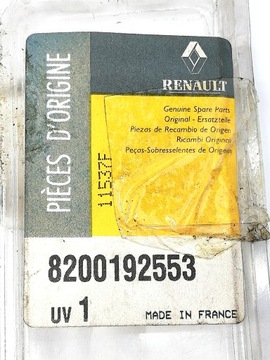 RENAULT
PIÈCES D'ORIGINE
Genuine Spare Parts
Original - Ersatzteile
Piezas de Recambio de Origen
Ricambi Originali
Peças-Sobresselentes de Origem
11537F
8200192553
UV 1
MADE IN FRANCE